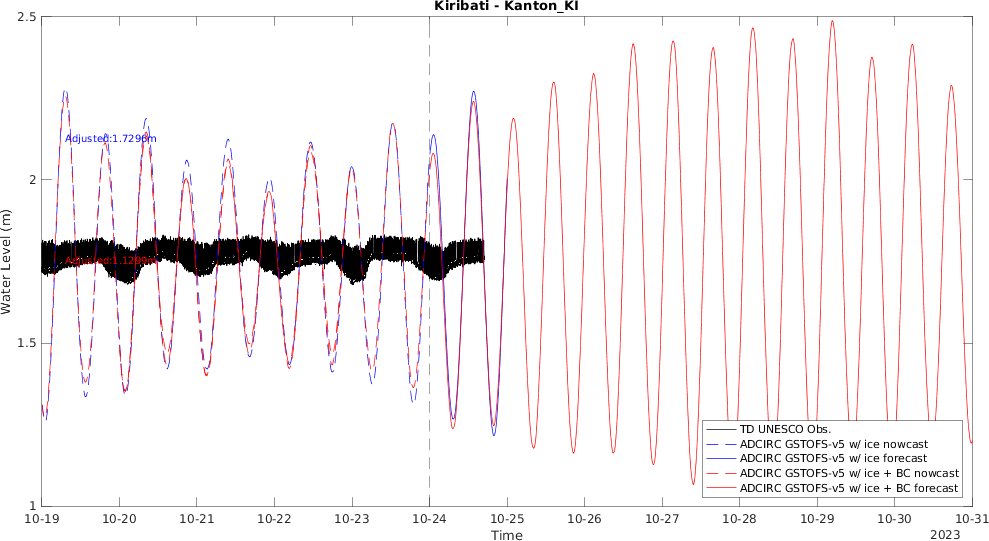 Kiribati - Kanton_KI
2.5
2
1.5
1
Water Level (m)
Adjusted:1.7296m
10-19
10-20
10-21
10-22
10-23
10-24
10-25
10-26
10-27
10-28
10-29
10-30
10-31
Time
2023
TD UNESCO Obs.
ADCIRC GSTOFS-v5 w/ ice nowcast
ADCIRC GSTOFS-v5 w/ ice forecast
ADCIRC GSTOFS-v5 w/ ice + BC nowcast
ADCIRC GSTOFS-v5 w/ ice + BC forecast